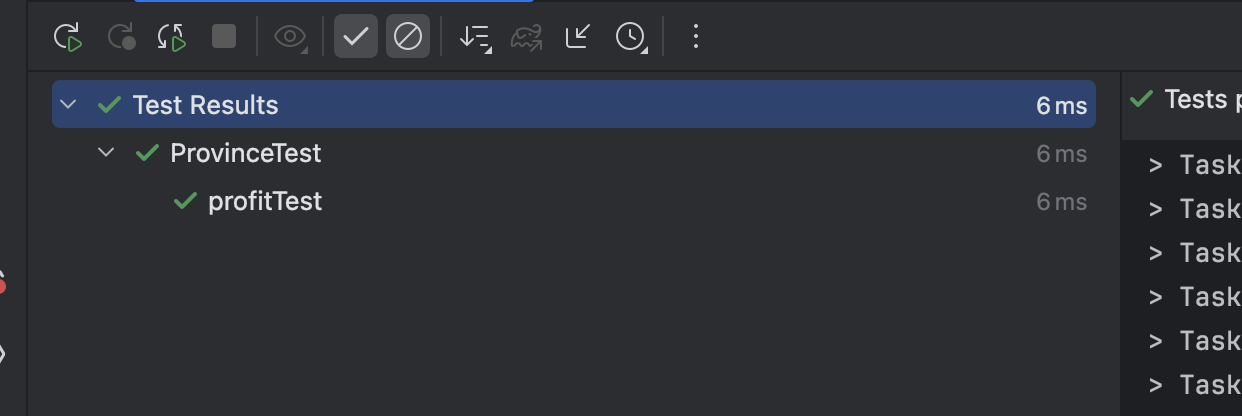 Test Results 6 ms
ProvinceTest 6 ms
profitTest 6 ms
Tests
> Task
> Task
> Task
> Task
> Task
> Task